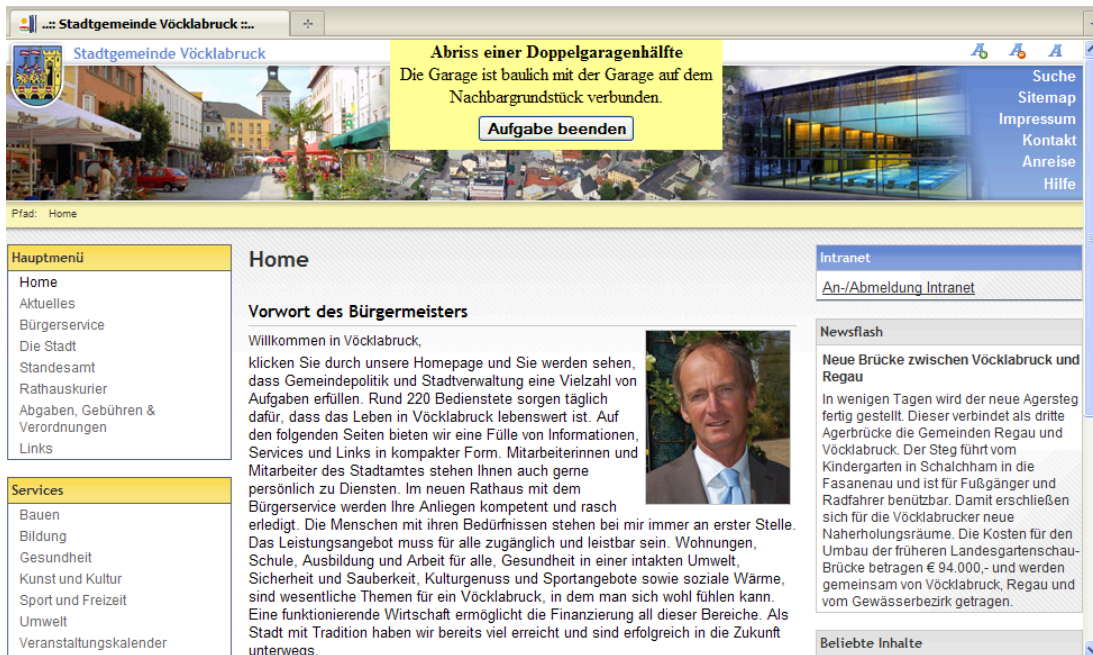 ..:: Stadtgemeinde Vöcklabruck ::..
Stadtgemeinde Vöcklabruck
Abriss einer Doppelgaragenhälfte
Die Garage ist baulich mit der Garage auf dem
Nachbargrundstück verbunden.
Aufgabe beenden
A A A
Suche
Sitemap
Impressum
Kontakt
Anreise
Hilfe
Pfad: Home
Hauptmenü
Home
Aktuelles
Bürgerservice
Die Stadt
Standesamt
Rathauskurier
Abgaben, Gebühren &
Verordnungen
Links
Services
Bauen
Bildung
Gesundheit
Kunst und Kultur
Sport und Freizeit
Umwelt
Veranstaltungskalender
Home
Vorwort des Bürgermeisters
Willkommen in Vöcklabruck,
klicken Sie durch unsere Homepage und Sie werden sehen,
dass Gemeindepolitik und Stadtverwaltung eine Vielzahl von
Aufgaben erfüllen. Rund 220 Bedienstete sorgen täglich
dafür, dass das Leben in Vöcklabruck lebenswert ist. Auf
den folgenden Seiten bieten wir eine Fülle von Informationen,
Services und Links in kompakter Form. Mitarbeiterinnen und
Mitarbeiter des Stadtamtes stehen Ihnen auch gerne
persönlich zu Diensten. Im neuen Rathaus mit dem
Bürgerservice werden Ihre Anliegen kompetent und rasch
erledigt. Die Menschen mit ihren Bedürfnissen stehen bei mir immer an erster Stelle.
Das Leistungsangebot muss für alle zugänglich und leistbar sein. Wohnungen,
Schule, Ausbildung und Arbeit für alle, Gesundheit in einer intakten Umwelt,
Sicherheit und Sauberkeit, Kulturgenuss und Sportangebote sowie soziale Wärme,
sind wesentliche Themen für ein Vöcklabruck, in dem man sich wohl fühlen kann.
Eine funktionierende Wirtschaft ermöglicht die Finanzierung all dieser Bereiche. Als
Stadt mit Tradition haben wir bereits viel erreicht und sind erfolgreich in die Zukunft
unterwegs.
Intranet
An-/Abmeldung Intranet
Newsflash
Neue Brücke zwischen Vöcklabruck und
Regau
In wenigen Tagen wird der neue Agersteg
fertig gestellt. Dieser verbindet als dritte
Agerbrücke die Gemeinden Regau und
Vöcklabruck. Der Steg führt vom
Kindergarten in Schalchham in die
Fasanenau und ist für Fußgänger und
Radfahrer benützbar. Damit erschließen
sich für die Vöcklabrucker neue
Naherholungsräume. Die Kosten für den
Umbau der früheren Landesgartenschau-
Brücke betragen € 94.000,- und werden
gemeinsam von Vöcklabruck, Regau und
vom Gewässerbezirk getragen.
Beliebte Inhalte